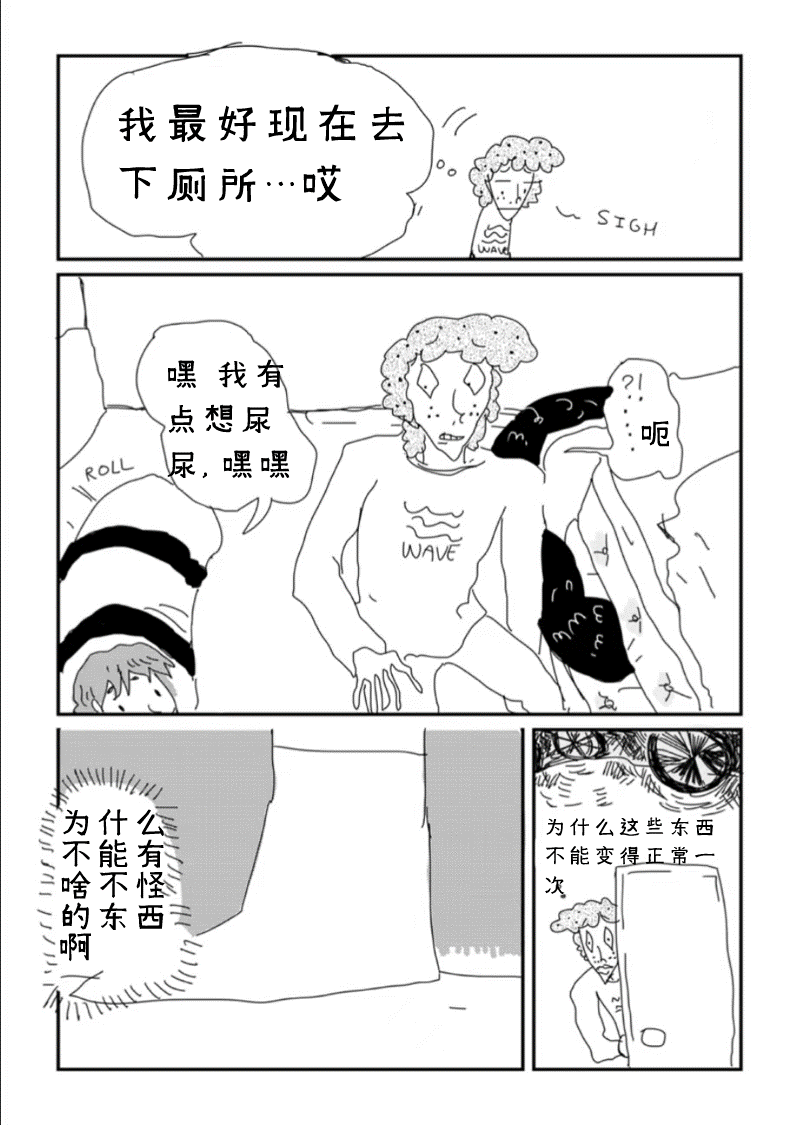 我最好现在去
下厕所…哎
SIGH
WAVE
嘿 我有
点想尿
尿，嘿嘿
?!
……
呃
ROLL
WAVE
为什么
不能有
啥不怪
的东西
啊
为什么这些东西
不能变得正常一
次